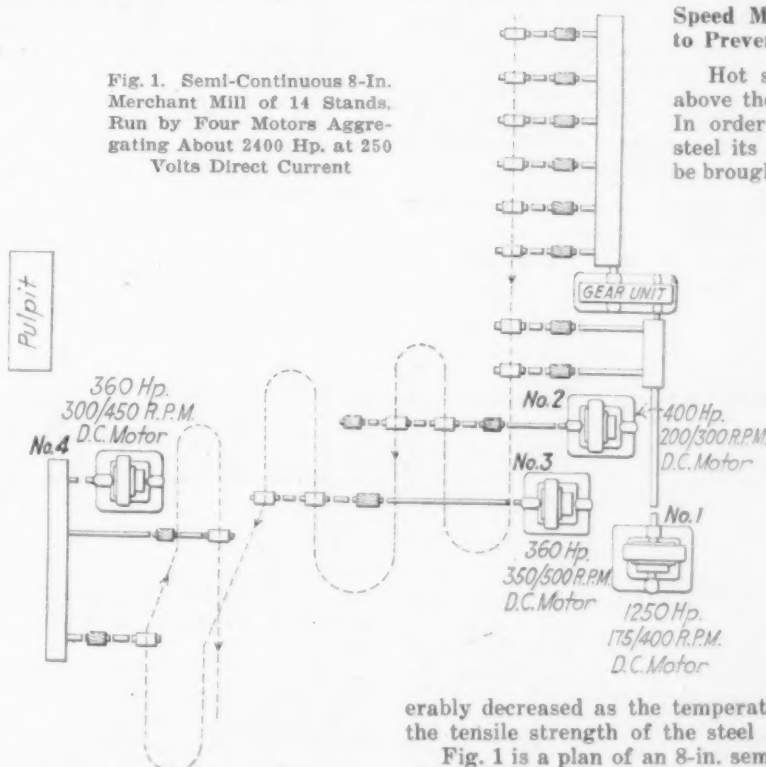 Fig. 1. Semi-Continuous 8-In.
Merchant Mill of 14 Stands,
Run by Four Motors Aggre-
gating About 2400 Hp. at 250
Volts Direct Current
Speed M
to Preve
Hot s
above the
In order
steel its
be brough
Pulpit
GEAR UNIT
360 Hp.
300/450 R.P.M.
D.C. Motor
No.4
No.2
400 Hp.
200/300 R.P.M.
D.C. Motor
No.3
360 Hp.
350/500 R.P.M.
D.C. Motor
No.1
1250 Hp.
175/400 R.P.M.
D.C. Motor
erably decreased as the temperat
the tensile strength of the steel
Fig. 1 is a plan of an 8-in. sem